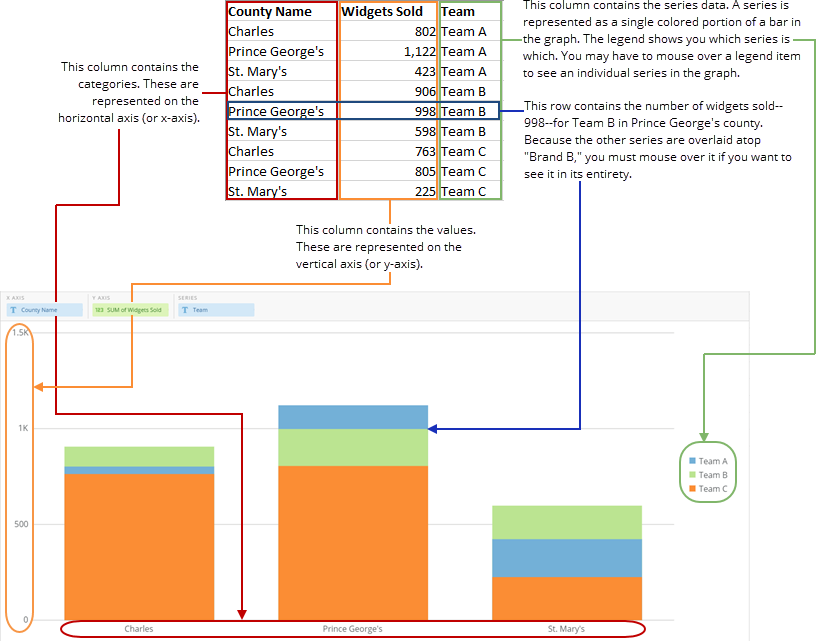 This column contains the series data. A series is
represented as a single colored portion of a bar in
the graph. The legend shows you which series is
which. You may have to mouse over a legend item
to see an individual series in the graph.
County Name Widgets Sold Team
Charles 802 Team A
Prince George's 1,122 Team A
St. Mary's 423 Team A
Charles 906 Team B
Prince George's 998 Team B
St. Mary's 598 Team B
Charles 763 Team C
Prince George's 805 Team C
St. Mary's 225 Team C
This column contains the
categories. These are
represented on the
horizontal axis (or x-axis).
This row contains the number of widgets sold--
998--for Team B in Prince George's county.
Because the other series are overlaid atop
"Brand B," you must mouse over it if you want to
see it in its entirety.
This column contains the values.
These are represented on the
vertical axis (or y-axis).
X AXIS Y AXIS SERIES
T County Name 123 SUM of Widgets Sold T Team
1.5K
1K
500
0
Team A
Team B
Team C
Charles Prince George's St. Mary's